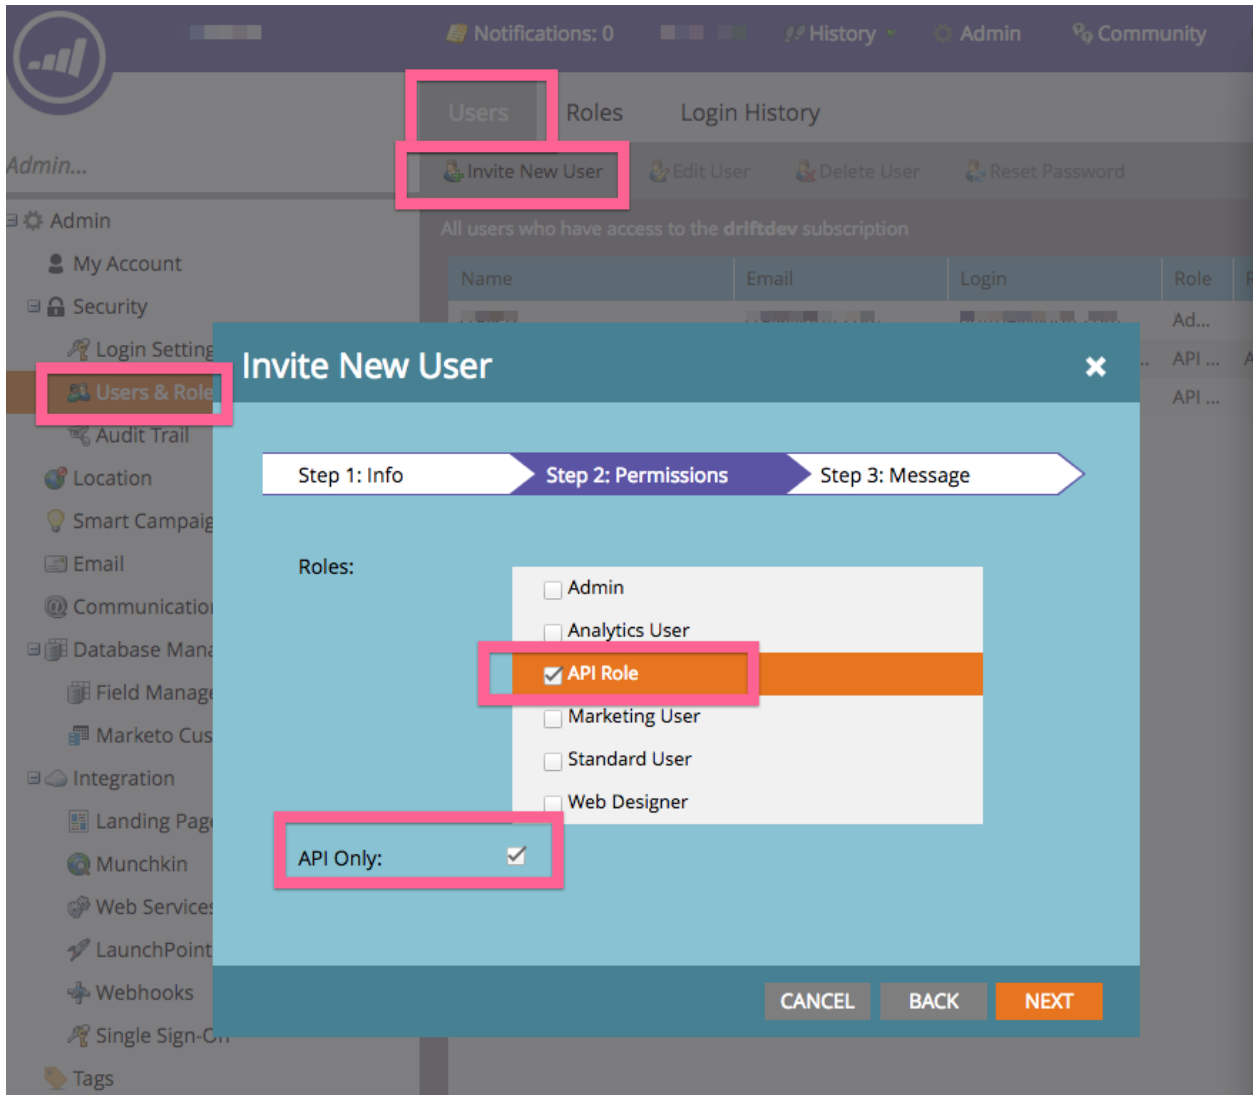 Notifications: 0
History
Admin
Community
Users
Roles
Login History
Admin...
Invite New User
Edit User
Delete User
Reset Password
Admin
All users who have access to the driftdev subscription
My Account
Name
Email
Login
Role
Security
Ad...
Login Setting
Invite New User
API ...
Users & Role
API ...
Audit Trail
Location
Step 1: Info
Step 2: Permissions
Step 3: Message
Smart Campaig
Email
Roles:
Admin
Communication
Analytics User
Database Mana
API Role
Field Manage
Marketing User
Marketo Cus
Standard User
Integration
Web Designer
Landing Page
API Only:
Munchkin
Web Services
LaunchPoint
Webhooks
CANCEL
BACK
NEXT
Single Sign-On
Tags